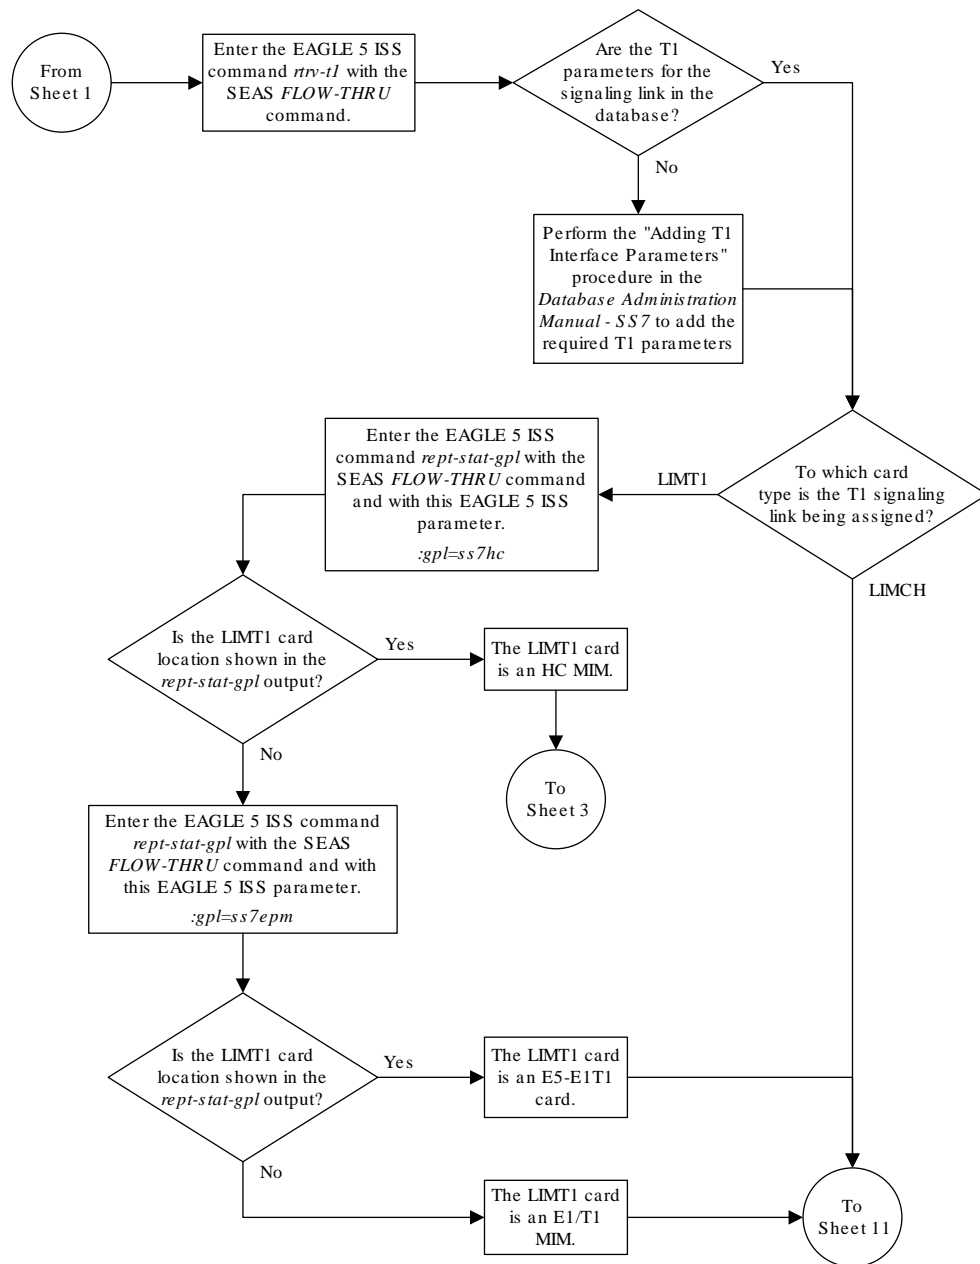 From
Sheet 1
Enter the EAGLE 5 ISS
command rtrv-t1 with the
SEAS FLOW-THRU
command.
Are the T1
parameters for the
signaling link in the
database?
Yes
No
Perform the "Adding T1
Interface Parameters"
procedure in the
Database Administration
Manual - SS7 to add the
required T1 parameters
To which card
type is the T1 signaling
link being assigned?
LIMT1
LIMCH
Enter the EAGLE 5 ISS
command rept-stat-gpl with the
SEAS FLOW-THRU command
and with this EAGLE 5 ISS
parameter.
:gpl=ss7hc
Is the LIMT1 card
location shown in the
rept-stat-gpl output?
Yes
The LIMT1 card
is an HC MIM.
To
Sheet 3
No
Enter the EAGLE 5 ISS command
rept-stat-gpl with the SEAS
FLOW-THRU command and with
this EAGLE 5 ISS parameter.
:gpl=ss7epm
Is the LIMT1 card
location shown in the
rept-stat-gpl output?
Yes
The LIMT1 card
is an E5-E1T1
card.
No
The LIMT1 card
is an E1/T1
MIM.
To
Sheet 11